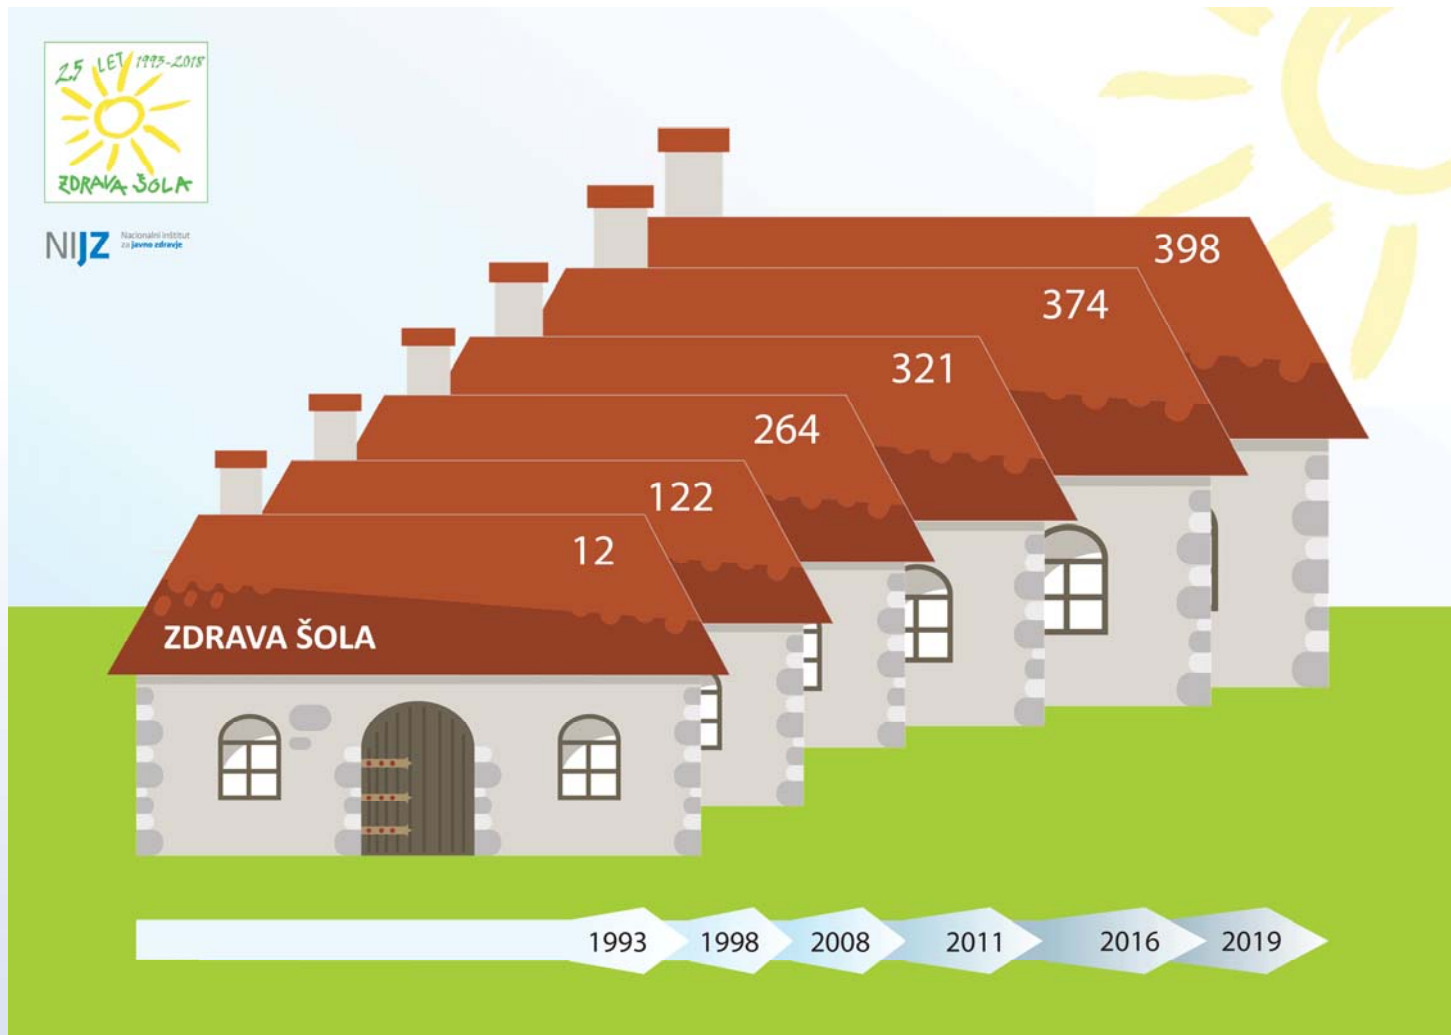 25 LET 1993-2018
ZDRAVA ŠOLA
NIJZ
Nacionalni inštitut
za javno zdravje
398
374
321
264
122
12
ZDRAVA ŠOLA
1993 1998 2008 2011 2016 2019